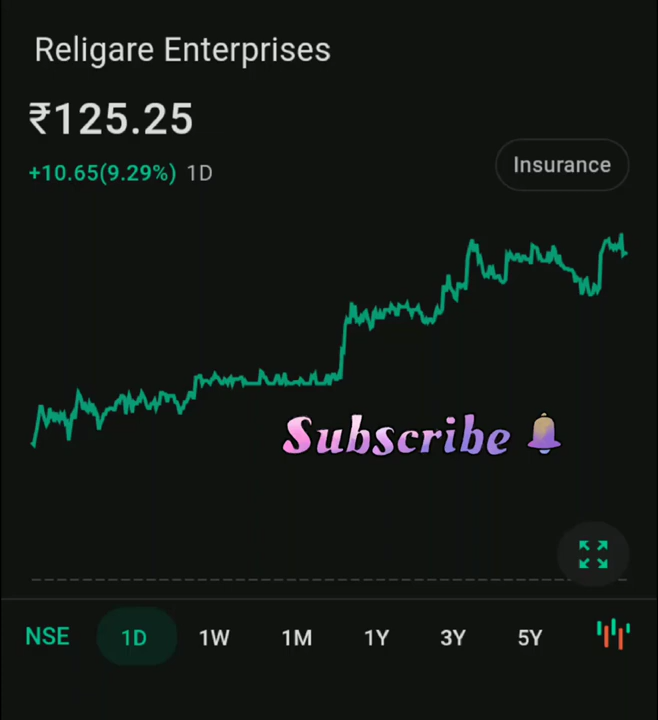 Religare Enterprises
₹125.25
+10.65(9.29%) 1D
Insurance
Subscribe
NSE 1D 1W 1M 1Y 3Y 5Y